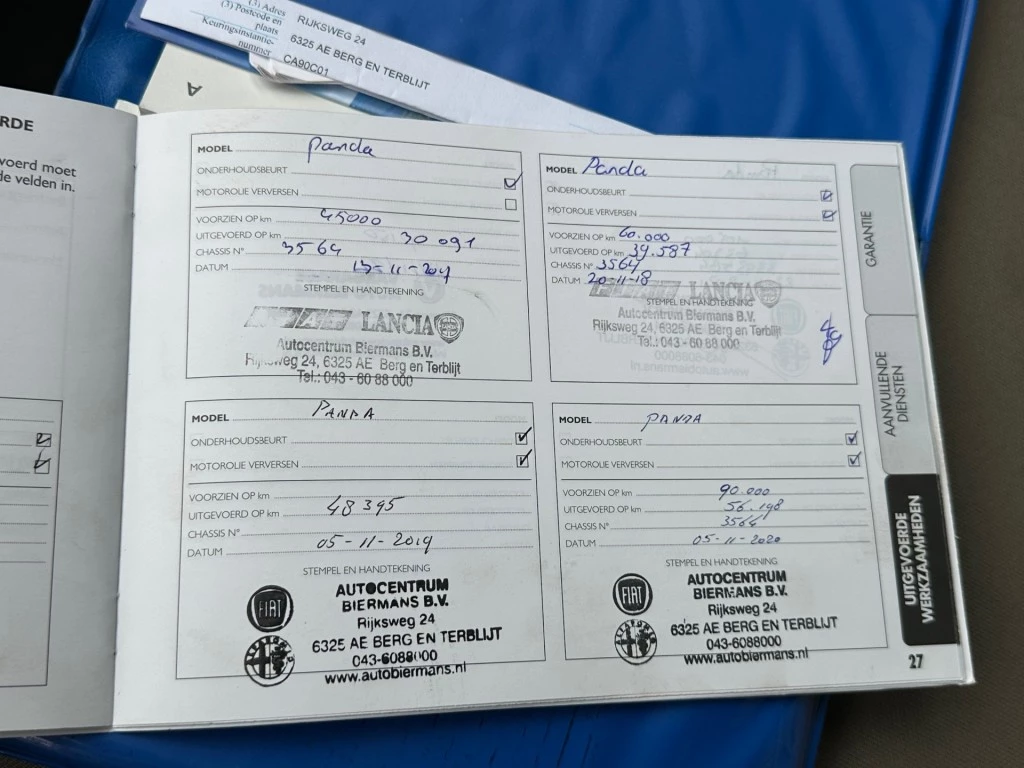 (3) Adres
(3) Postcode en
plaats
Keuringsinstantie-
nummer
RIJKSWEG 24
6325 AE BERG EN TERBLIJT
CA90C01
A
RDE
voerd moet
de velden in.
MODEL Panda
ONDERHOUDSBEURT
MOTOROLIE VERVERSEN
VOORZIEN OP km 45000
UITGEVOERD OP km 30 091
CHASSIS N° 3564
DATUM
STEMPEL EN HANDTEKENING
FIAT LANCIA
Autocentrum Biermans B.V.
Rijksweg 24, 6325 AE Berg en Terblijt
Tel.: 043 - 60 88 000
MODEL Panda
ONDERHOUDSBEURT
MOTOROLIE VERVERSEN
VOORZIEN OP km 60.000
UITGEVOERD OP km 39.587
CHASSIS N° 3564
DATUM 20-11-18
STEMPEL EN HANDTEKENING
FIAT LANCIA
Autocentrum Biermans B.V.
Rijksweg 24, 6325 AE Berg en Terblijt
Tel.: 043 - 60 88 000
MODEL PANDA
ONDERHOUDSBEURT
MOTOROLIE VERVERSEN
VOORZIEN OP km
UITGEVOERD OP km 48395
CHASSIS N°
DATUM 05-11-2019
STEMPEL EN HANDTEKENING
FIAT
AUTOCENTRUM
BIERMANS B.V.
Rijksweg 24
6325 AE BERG EN TERBLIJT
043-6088000
www.autobiermans.nl
MODEL PANDA
ONDERHOUDSBEURT
MOTOROLIE VERVERSEN
VOORZIEN OP km 90.000
UITGEVOERD OP km 56.198
CHASSIS N° 3564
DATUM 05-11-2020
STEMPEL EN HANDTEKENING
FIAT
AUTOCENTRUM
BIERMANS B.V.
Rijksweg 24
6325 AE BERG EN TERBLIJT
043-6088000
www.autobiermans.nl
GARANTIE
AANVULLENDE
DIENSTEN
UITGEVOERDE
WERKZAAMHEDEN
27